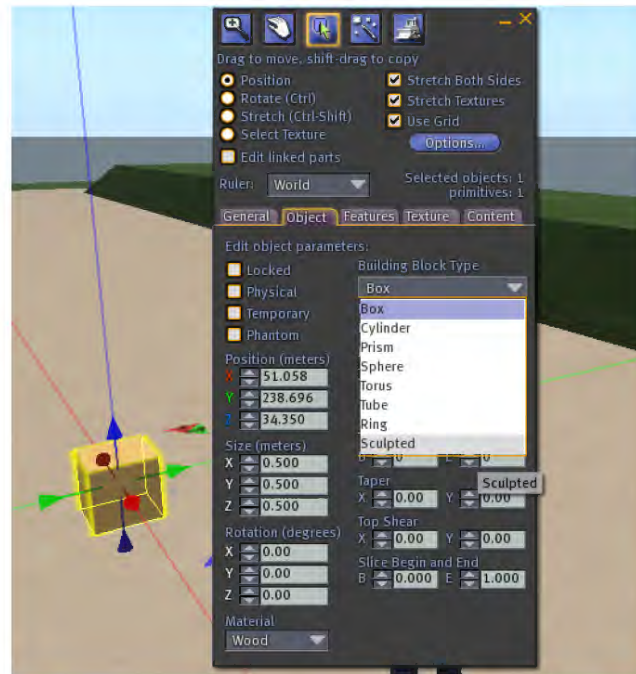 Drag to move, shift-drag to copy
Position
Rotate (Ctrl)
Stretch (Ctrl-Shift)
Select Texture
Edit linked parts
Stretch Both Sides
Stretch Textures
Use Grid
Options...
Ruler: World
Selected objects: 1
primitives: 1
General Object Features Texture Content
Edit object parameters:
Locked
Physical
Temporary
Phantom
Position (meters)
X 51.058
Y 238.696
Z 34.350
Size (meters)
X 0.500
Y 0.500
Z 0.500
Rotation (degrees)
X 0.00
Y 0.00
Z 0.00
Material
Wood
Building Block Type
Box
Box
Cylinder
Prism
Sphere
Torus
Tube
Ring
Sculpted
B 0 E 0
Sculpted
Taper
X 0.00 Y 0.00
Top Shear
X 0.00 Y 0.00
Slice Begin and End
B 0.000 E 1.000